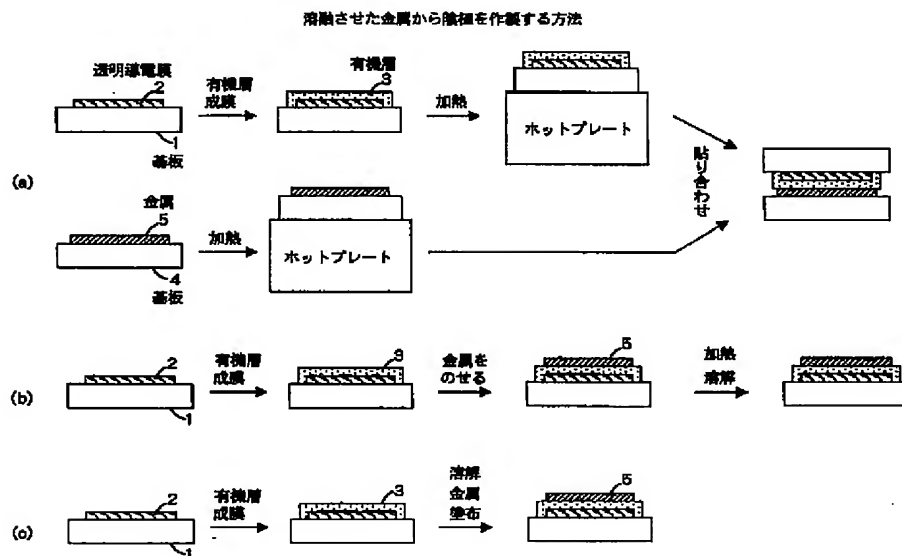 溶融させた金属から陰極を作製する方法
透明導電膜
2
1
基板
有機層
成膜
有機層
3
加熱
ホットプレート
貼り合わせ
(a)
金属
5
4
基板
加熱
ホットプレート
(b)
2
1
有機層
成膜
3
金属を
のせる
5
加熱
溶解
(c)
2
1
有機層
成膜
3
溶解
金属
塗布
5